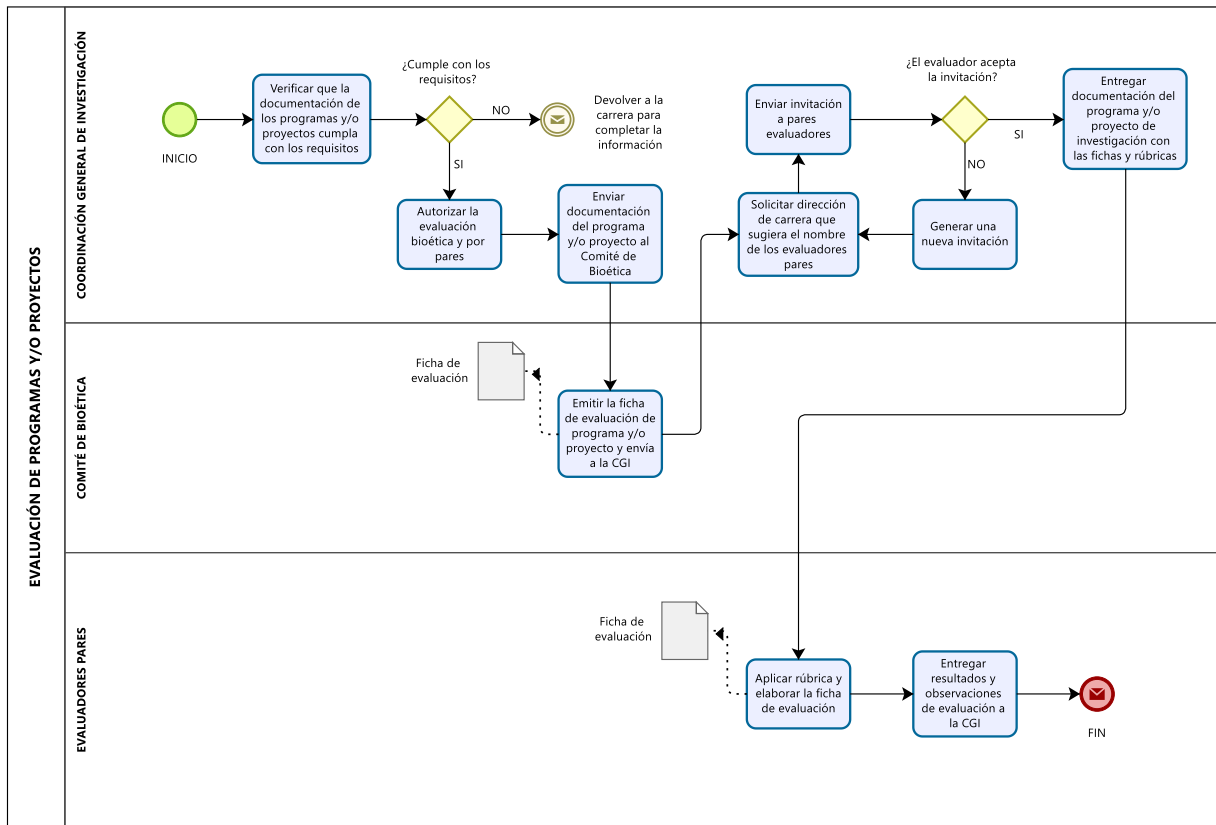 EVALUACIÓN DE PROGRAMAS Y/O PROYECTOS
COORDINACIÓN GENERAL DE INVESTIGACIÓN
INICIO
Verificar que la
documentación de
los programas y/o
proyectos cumpla
con los requisitos
¿Cumple con los
requisitos?
NO
SI
Devolver a la
carrera para
completar la
información
Autorizar la
evaluación
bioética y por
pares
Enviar
documentación
del programa
y/o proyecto al
Comité de
Bioética
Enviar invitación
a pares
evaluadores
Solicitar dirección
de carrera que
sugiera el nombre
de los evaluadores
pares
¿El evaluador acepta
la invitación?
SI
NO
Generar una
nueva invitación
Entregar
documentación del
programa y/o
proyecto de
investigación con
las fichas y rúbricas
COMITÉ DE BIOÉTICA
Ficha de
evaluación
Emitir la ficha
de evaluación de
programa y/o
proyecto y envía
a la CGI
EVALUADORES PARES
Ficha de
evaluación
Aplicar rúbrica y
elaborar la ficha
de evaluación
Entregar
resultados y
observaciones
de evaluación a
la CGI
FIN